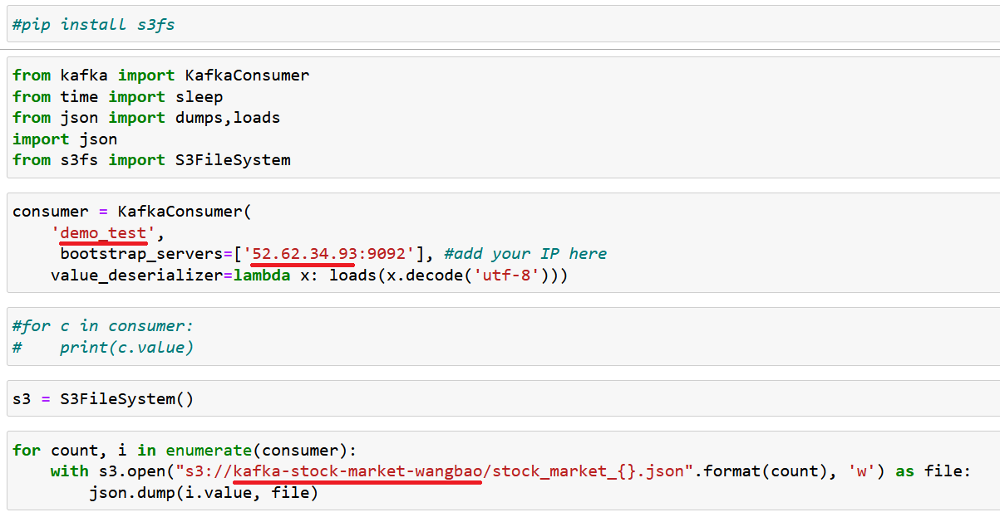 #pip install s3fs
from kafka import KafkaConsumer
from time import sleep
from json import dumps,loads
import json
from s3fs import S3FileSystem
consumer = KafkaConsumer(
    'demo_test',
     bootstrap_servers=['52.62.34.93:9092'], #add your IP here
    value_deserializer=lambda x: loads(x.decode('utf-8')))
#for c in consumer:
#    print(c.value)
s3 = S3FileSystem()
for count, i in enumerate(consumer):
    with s3.open("s3://kafka-stock-market-wangbao/stock_market_{}.json".format(count), 'w') as file:
        json.dump(i.value, file)